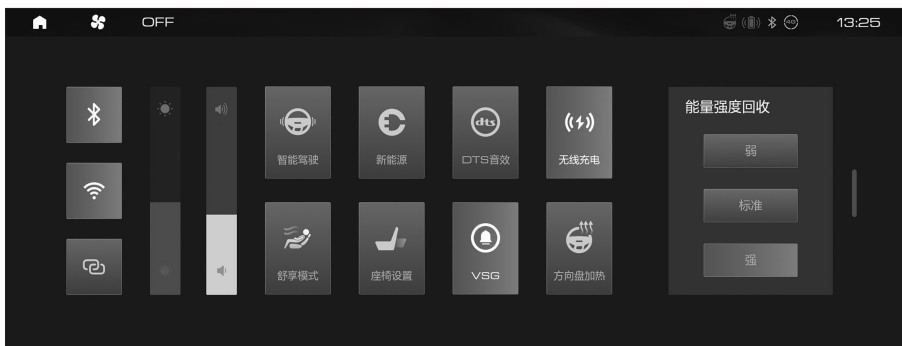 OFF
13:25
能量强度回收
弱
标准
强
智能驾驶
新能源
dts
DTS音效
无线充电
舒享模式
座椅设置
VSG
方向盘加热